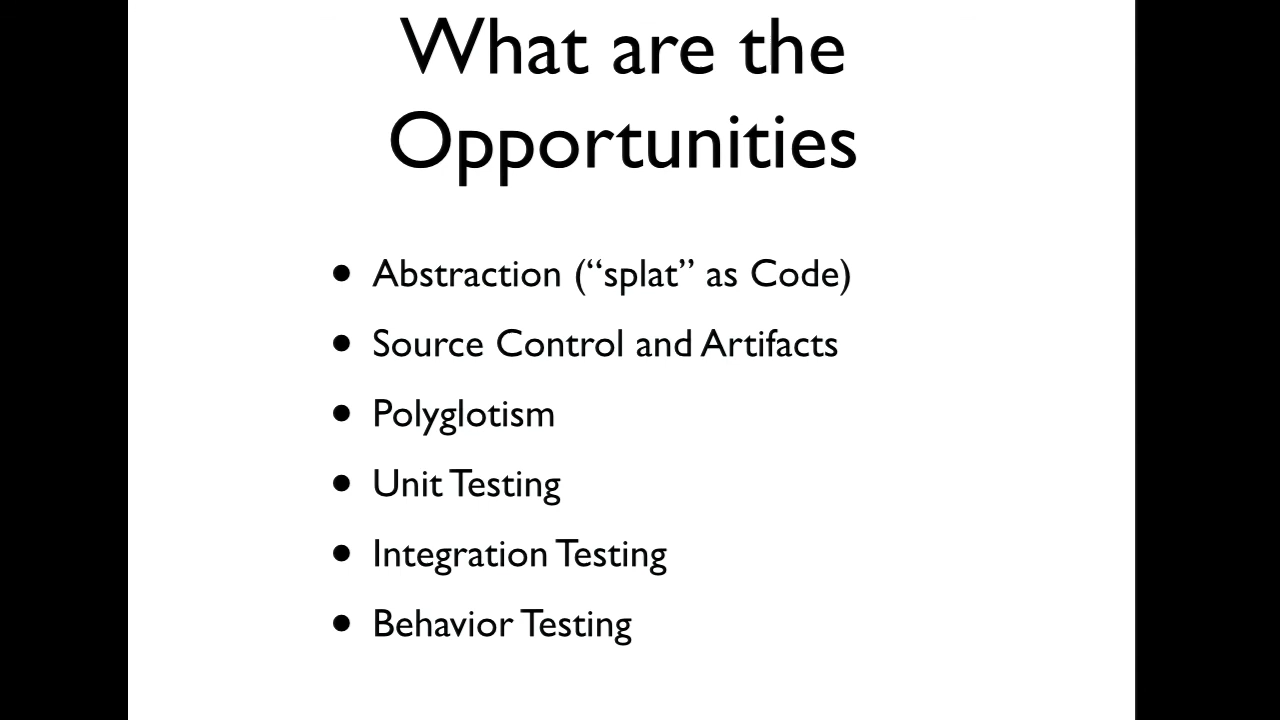 What are the
Opportunities
• Abstraction (“splat” as Code)
• Source Control and Artifacts
• Polyglotism
• Unit Testing
• Integration Testing
• Behavior Testing